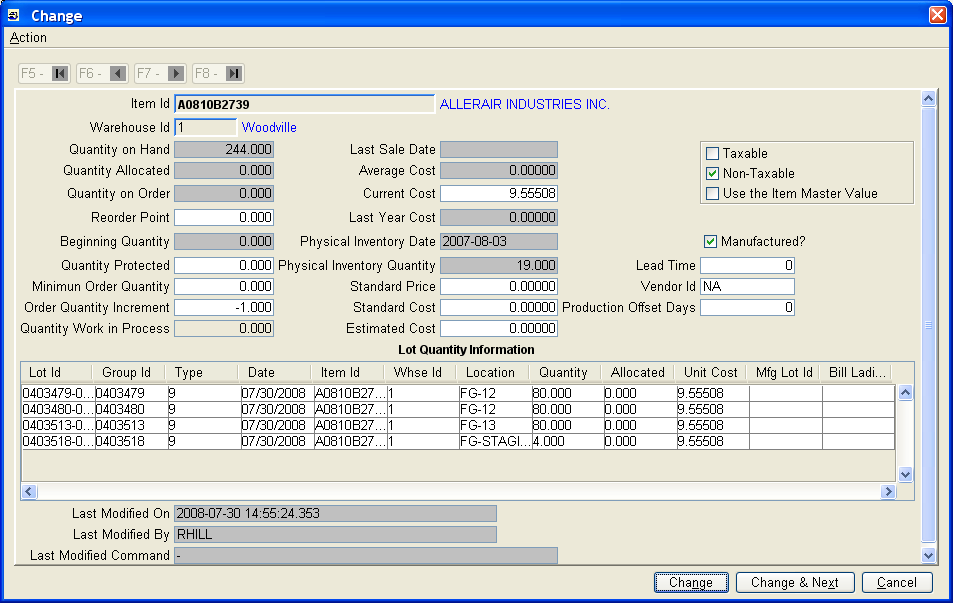 Change
Action
F5 - F6 - F7 - F8 -
Item Id A0810B2739 ALLERAIR INDUSTRIES INC.
Warehouse Id 1 Woodville
Quantity on Hand 244.000 Last Sale Date Taxable
Quantity Allocated 0.000 Average Cost 0.00000 Non-Taxable
Quantity on Order 0.000 Current Cost 9.55508 Use the Item Master Value
Reorder Point 0.000 Last Year Cost 0.00000
Beginning Quantity 0.000 Physical Inventory Date 2007-08-03 Manufactured?
Quantity Protected 0.000 Physical Inventory Quantity 19.000 Lead Time 0
Minimun Order Quantity 0.000 Standard Price 0.00000 Vendor Id NA
Order Quantity Increment -1.000 Standard Cost 0.00000 Production Offset Days 0
Quantity Work in Process 0.000 Estimated Cost 0.00000
Lot Quantity Information
Lot Id Group Id Type Date Item Id Whse Id Location Quantity Allocated Unit Cost Mfg Lot Id Bill Ladi...
0403479-0... 0403479 9 07/30/2008 A0810B27... 1 FG-12 80.000 0.000 9.55508
0403480-0... 0403480 9 07/30/2008 A0810B27... 1 FG-12 80.000 0.000 9.55508
0403513-0... 0403513 9 07/30/2008 A0810B27... 1 FG-13 80.000 0.000 9.55508
0403518-0... 0403518 9 07/30/2008 A0810B27... 1 FG-STAGI... 4.000 0.000 9.55508
Last Modified On 2008-07-30 14:55:24.353
Last Modified By RHILL
Last Modified Command -
Change Change & Next Cancel